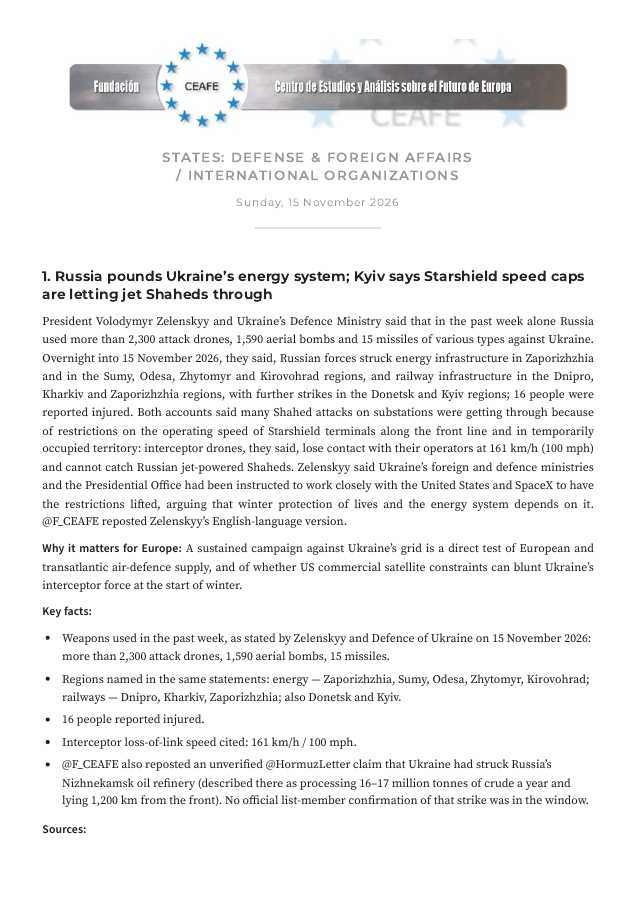 Fundación
CEAFE
Centro de Estudios y Análisis sobre el Futuro de Europa
CEAFE
STATES: DEFENSE & FOREIGN AFFAIRS
/ INTERNATIONAL ORGANIZATIONS
Sunday, 15 November 2026
1. Russia pounds Ukraine’s energy system; Kyiv says Starshield speed caps
are letting jet Shaheds through
President Volodymyr Zelenskyy and Ukraine’s Defence Ministry said that in the past week alone Russia
used more than 2,300 attack drones, 1,590 aerial bombs and 15 missiles of various types against Ukraine.
Overnight into 15 November 2026, they said, Russian forces struck energy infrastructure in Zaporizhzhia
and in the Sumy, Odesa, Zhytomyr and Kirovohrad regions, and railway infrastructure in the Dnipro,
Kharkiv and Zaporizhzhia regions, with further strikes in the Donetsk and Kyiv regions; 16 people were
reported injured. Both accounts said many Shahed attacks on substations were getting through because
of restrictions on the operating speed of Starshield terminals along the front line and in temporarily
occupied territory: interceptor drones, they said, lose contact with their operators at 161 km/h (100 mph)
and cannot catch Russian jet-powered Shaheds. Zelenskyy said Ukraine’s foreign and defence ministries
and the Presidential Office had been instructed to work closely with the United States and SpaceX to have
the restrictions lifted, arguing that winter protection of lives and the energy system depends on it.
@F_CEAFE reposted Zelenskyy’s English-language version.
Why it matters for Europe: A sustained campaign against Ukraine’s grid is a direct test of European and
transatlantic air-defence supply, and of whether US commercial satellite constraints can blunt Ukraine’s
interceptor force at the start of winter.
Key facts:
• Weapons used in the past week, as stated by Zelenskyy and Defence of Ukraine on 15 November 2026:
more than 2,300 attack drones, 1,590 aerial bombs, 15 missiles.
• Regions named in the same statements: energy — Zaporizhzhia, Sumy, Odesa, Zhytomyr, Kirovohrad;
railways — Dnipro, Kharkiv, Zaporizhzhia; also Donetsk and Kyiv.
• 16 people reported injured.
• Interceptor loss-of-link speed cited: 161 km/h / 100 mph.
• @F_CEAFE also reposted an unverified @HormuzLetter claim that Ukraine had struck Russia’s
Nizhnekamsk oil refinery (described there as processing 16–17 million tonnes of crude a year and
lying 1,200 km from the front). No official list-member confirmation of that strike was in the window.
Sources: